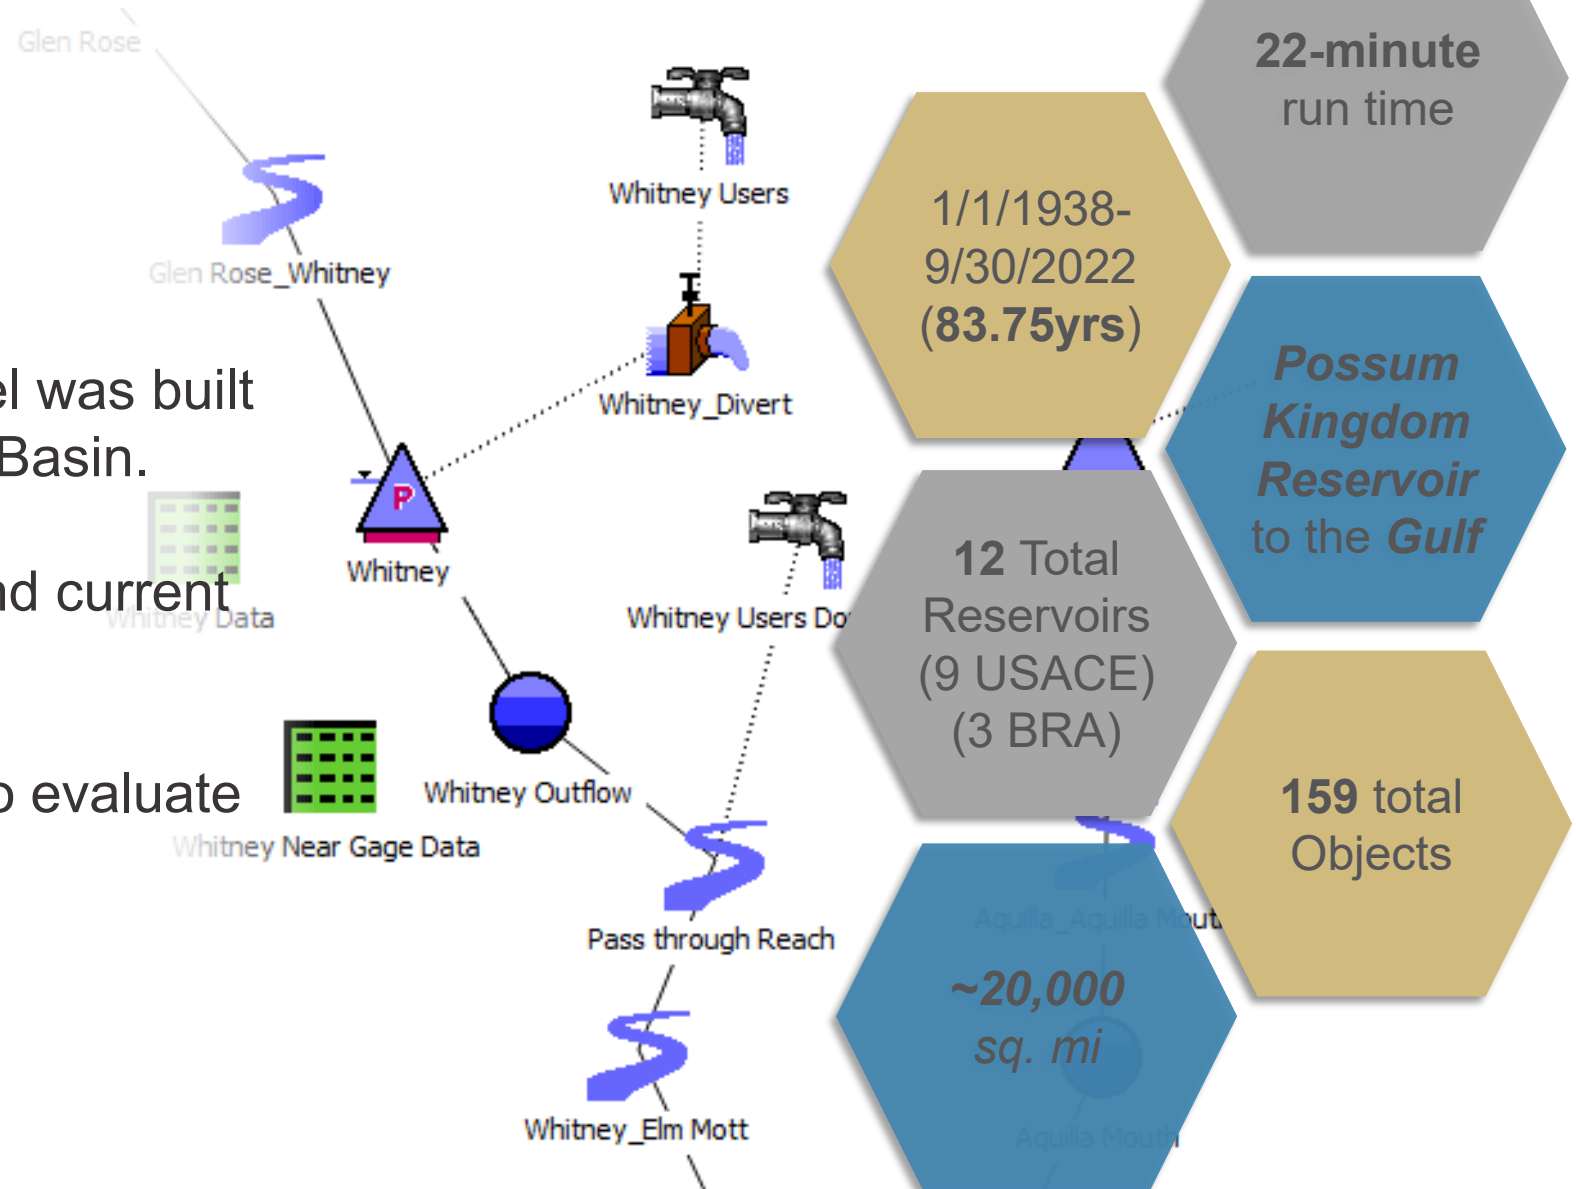 Glen Rose
Whitney Users
Glen Rose_Whitney
Whitney_Divert
el was built
Basin.
P
Whitney
nd current
Whitney Data
Whitney Users Do
o evaluate
Whitney Outflow
Whitney Near Gage Data
Pass through Reach
Whitney_Elm Mott
22-minute
run time
1/1/1938-
9/30/2022
(83.75yrs)
Possum
Kingdom
Reservoir
to the Gulf
12 Total
Reservoirs
(9 USACE)
(3 BRA)
159 total
Objects
Aquilla_Aquilla Mout
~20,000
sq. mi
Aquilla Mouth